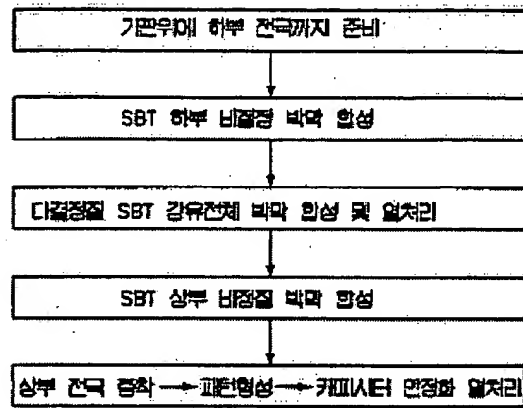 기판위에 하부 전극까지 준비
SBT 하부 비결정 박막 합성
다결정질 SBT 강유전체 박막 합성 및 열처리
SBT 상부 비정질 박막 합성
상부 전극 증착 → 패턴형성 → 캐패시터 안정화 열처리